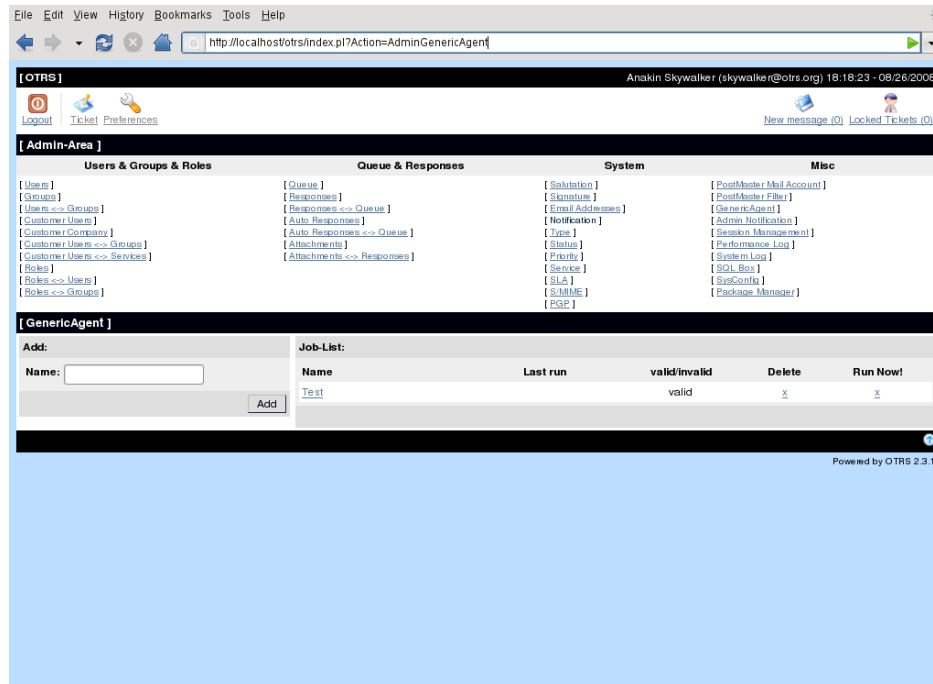 File Edit View History Bookmarks Tools Help
http://localhost/otrs/index.pl?Action=AdminGenericAgent
[ OTRS ] Anakin Skywalker (skywalker@otrs.org) 18:18:23 - 08/26/2008
Logout Ticket Preferences New message (0) Locked Tickets (0)
[ Admin-Area ]
Users & Groups & Roles Queue & Responses System Misc
[ Users ] [ Queue ] [ Salutation ] [ PostMaster Mail Account ]
[ Groups ] [ Responses ] [ Signature ] [ PostMaster Filter ]
[ Users <-> Groups ] [ Responses <-> Queue ] [ Email Addresses ] [ GenericAgent ]
[ Customer Users ] [ Auto Responses ] [ Notification ] [ Admin Notification ]
[ Customer Company ] [ Auto Responses <-> Queue ] [ Type ] [ Session Management ]
[ Customer Users <-> Groups ] [ Attachments ] [ Status ] [ Performance Log ]
[ Customer Users <-> Services ] [ Attachments <-> Responses ] [ Priority ] [ System Log ]
[ Roles ] [ Service ] [ SQL Box ]
[ Roles <-> Users ] [ SLA ] [ SysConfig ]
[ Roles <-> Groups ] [ S/MIME ] [ Package Manager ]
[ PGP ]
[ GenericAgent ]
Add: Job-List:
Name: Name Last run valid/invalid Delete Run Now!
Test valid x x
Add
Powered by OTRS 2.3.1